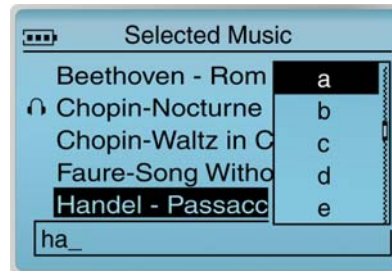 Selected Music
Beethoven - Rom
Chopin-Nocturne
Chopin-Waltz in C
Faure-Song Witho
Handel - Passacc
a
b
c
d
e
ha_